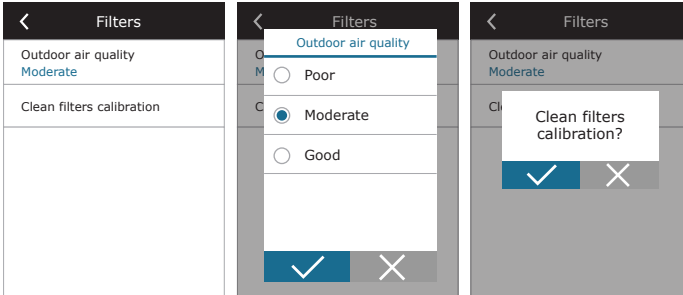 Filters
Outdoor air quality
Moderate
Clean filters calibration
Filters
O
M
C
Outdoor air quality
Poor
Moderate
Good
Filters
Outdoor air quality
Moderate
Cl
Clean filters
calibration?